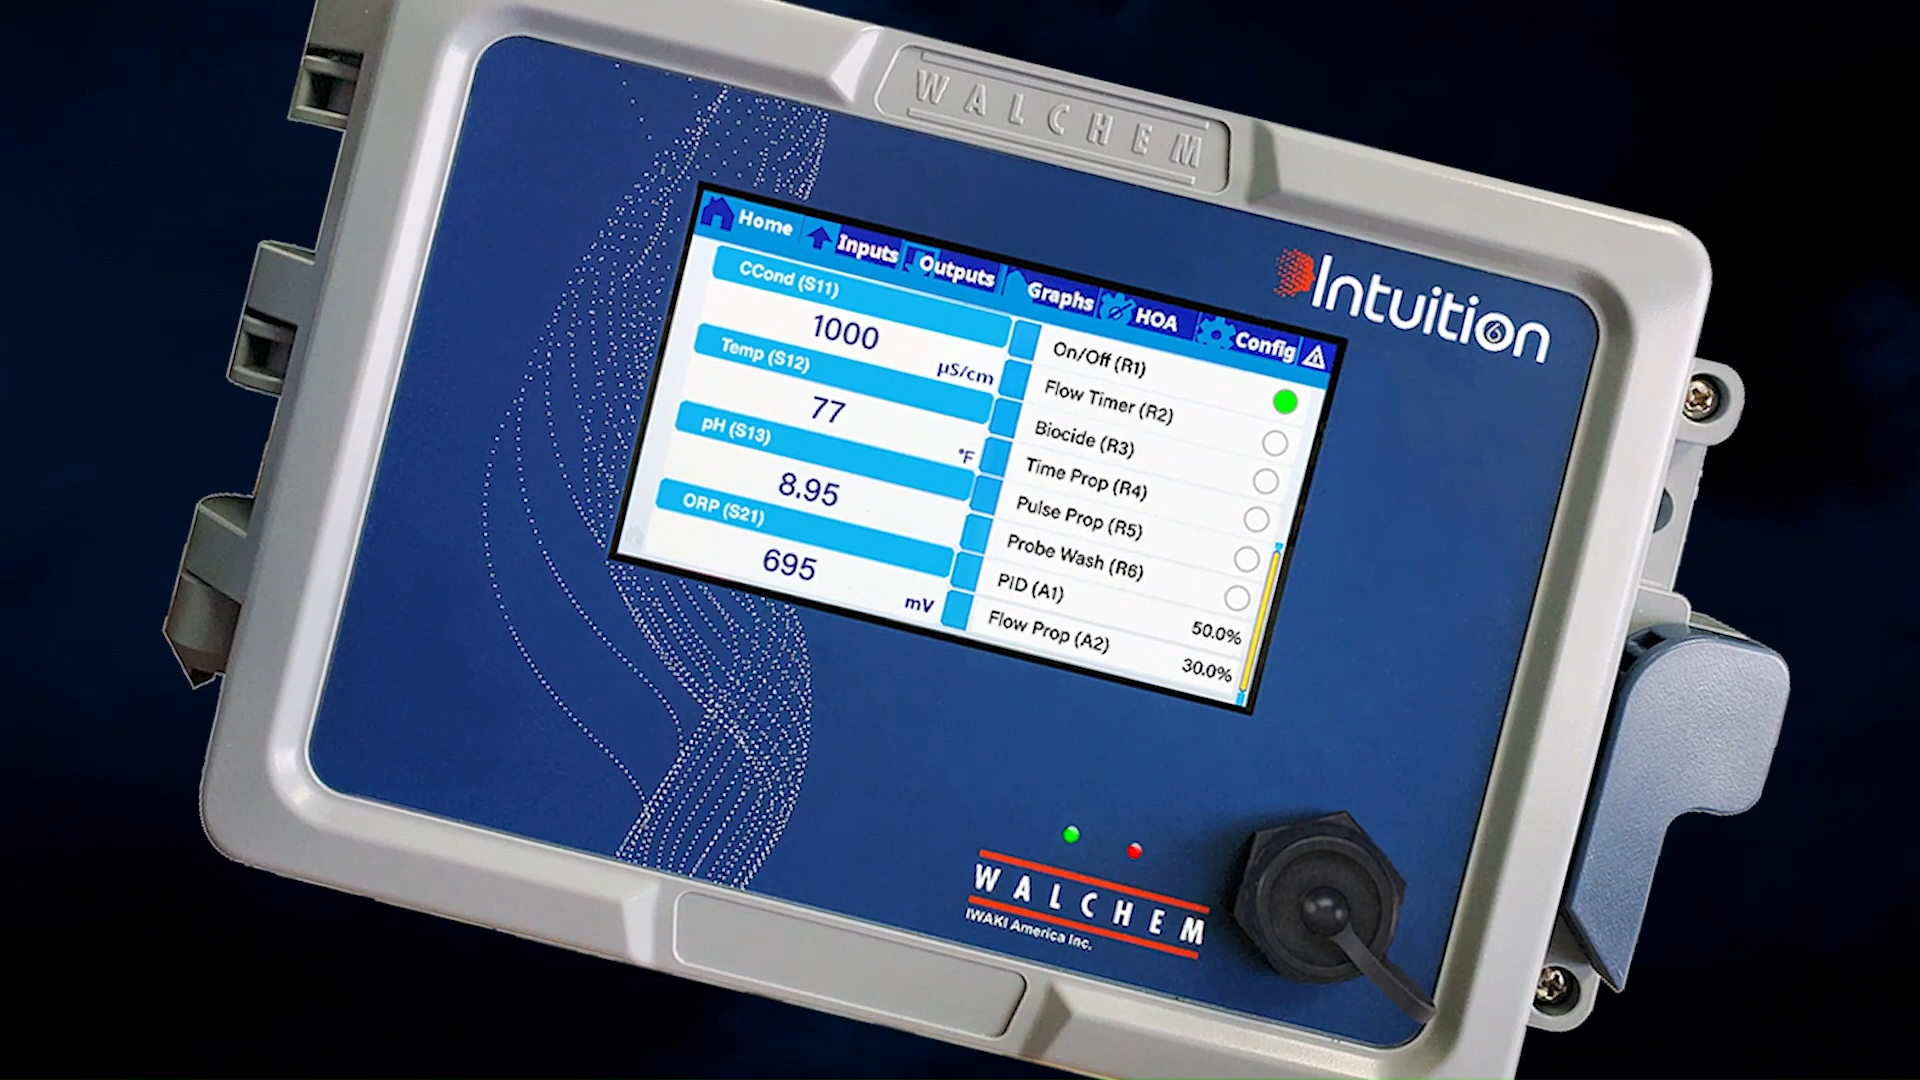 WALCHEM
Intuition
6
Home Inputs Outputs Graphs HOA Config
CCond (S11)
1000
µS/cm
Temp (S12)
77
°F
pH (S13)
8.95
ORP (S21)
695
mV
On/Off (R1)
Flow Timer (R2)
Biocide (R3)
Time Prop (R4)
Pulse Prop (R5)
Probe Wash (R6)
PID (A1)
50.0%
Flow Prop (A2)
30.0%
WALCHEM
IWAKI America Inc.